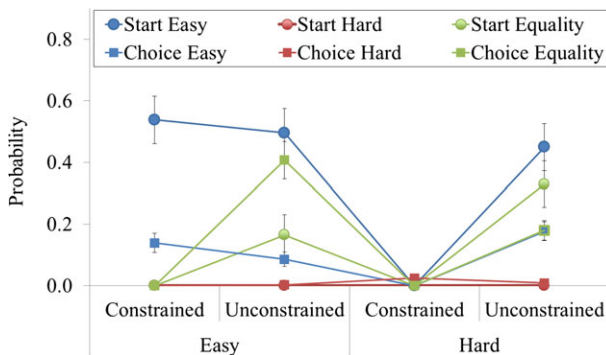 Start Easy Start Hard Start Equality
Choice Easy Choice Hard Choice Equality
0.8
0.6
0.4
0.2
0.0
Probability
Constrained Unconstrained Constrained Unconstrained
Easy Hard